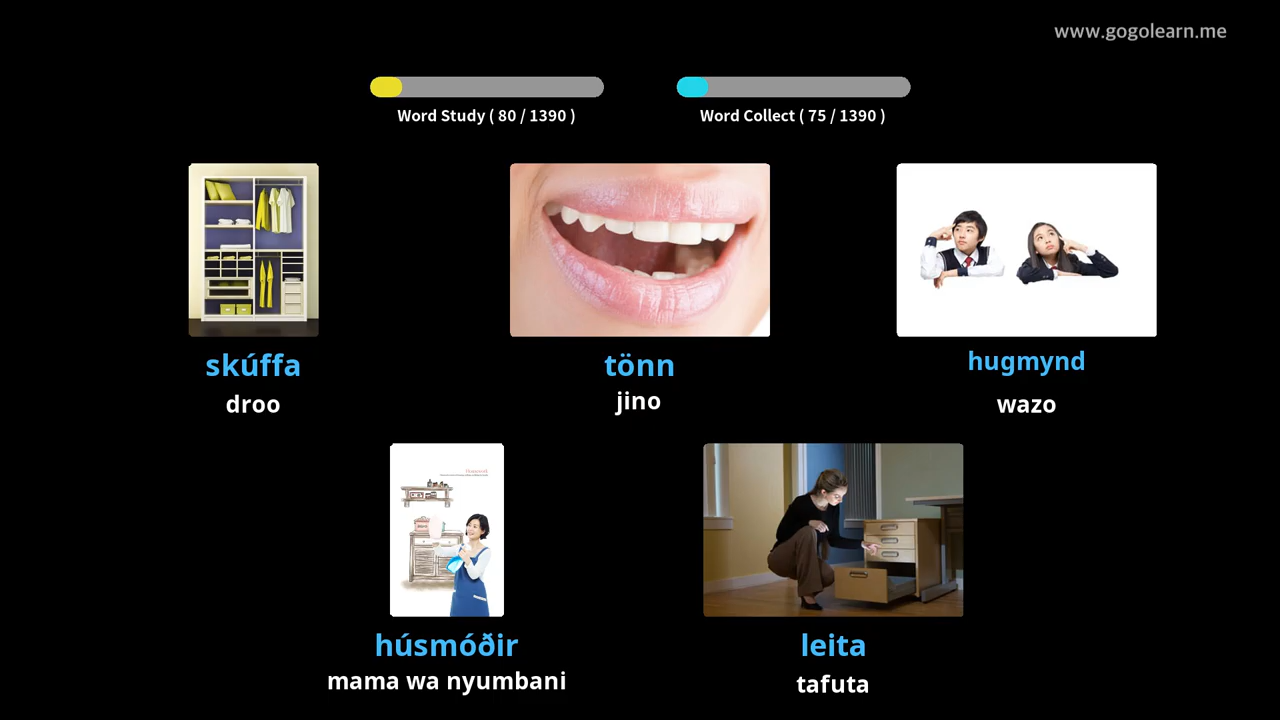 www.gogolearn.me
Word Study ( 80 / 1390 )
Word Collect ( 75 / 1390 )
skúffa
droo
tönn
jino
hugmynd
wazo
húsmóðir
mama wa nyumbani
leita
tafuta